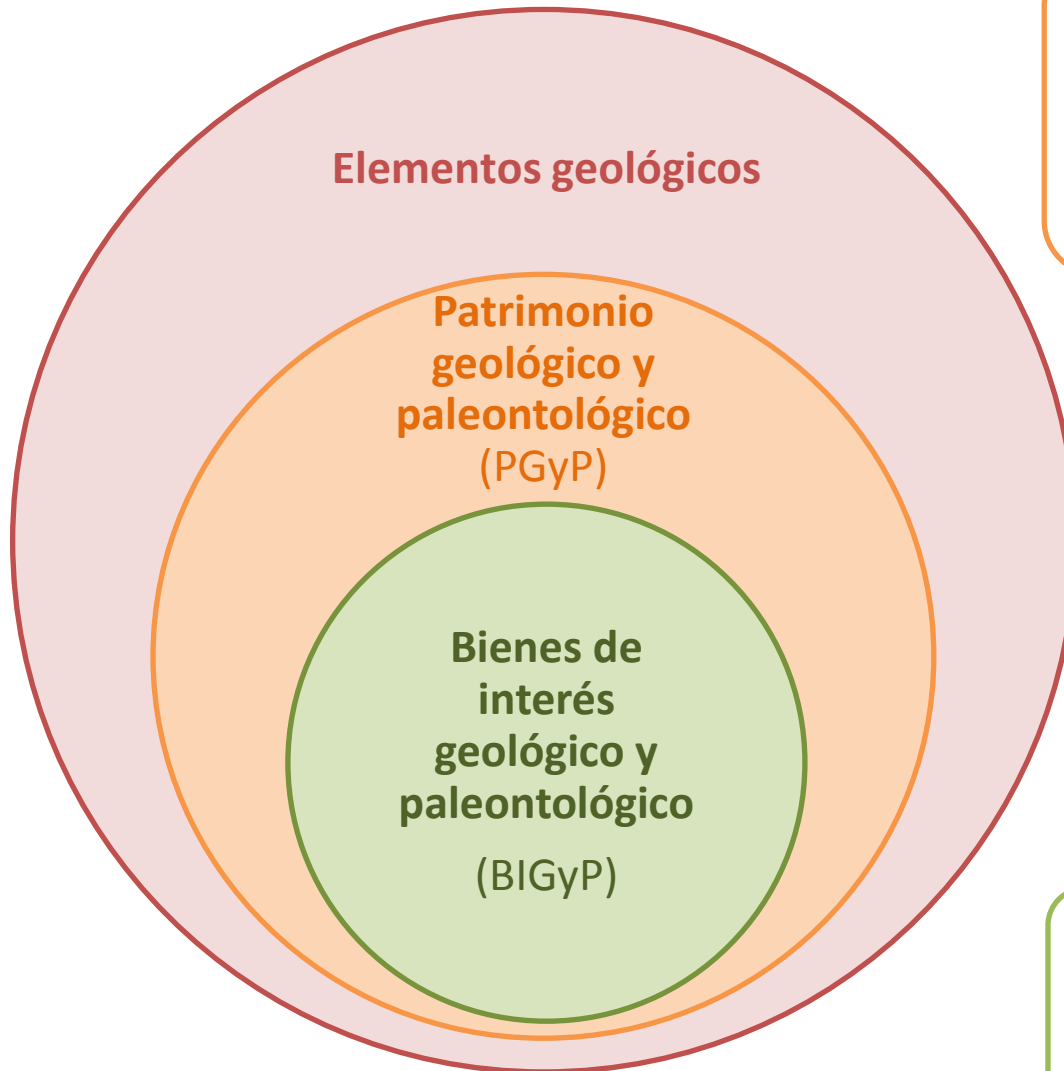 Elementos geológicos
Patrimonio
geológico y
paleontológico
(PGyP)
Bienes de
interés
geológico y
paleontológico
(BIGyP)